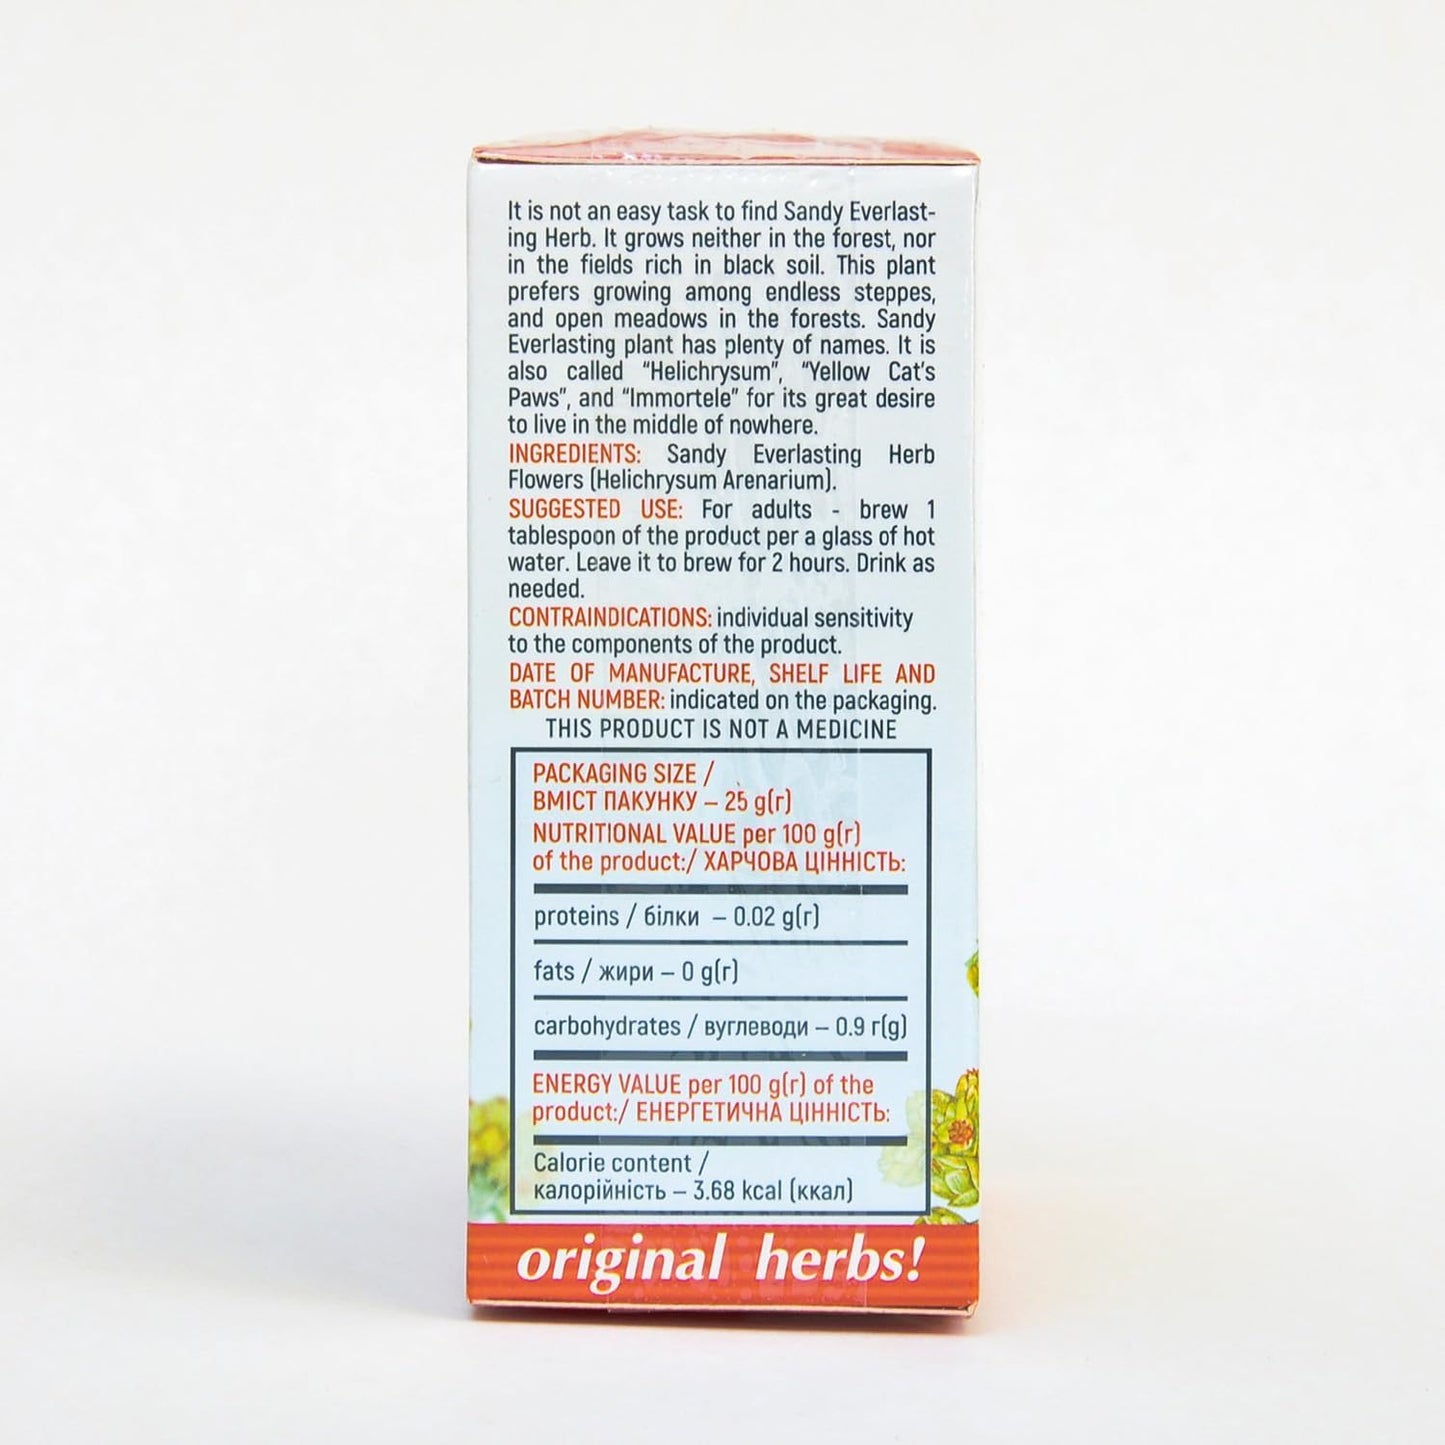 It is not an easy task to find Sandy Everlast-
ing Herb. It grows neither in the forest, nor
in the fields rich in black soil. This plant
prefers growing among endless steppes,
and open meadows in the forests. Sandy
Everlasting plant has plenty of names. It is
also called “Helichrysum”, “Yellow Cat's
Paws”, and “Immortele” for its great desire
to live in the middle of nowhere.
INGREDIENTS: Sandy Everlasting Herb
Flowers (Helichrysum Arenarium).
SUGGESTED USE: For adults - brew 1
tablespoon of the product per a glass of hot
water. Leave it to brew for 2 hours. Drink as
needed.
CONTRAINDICATIONS: individual sensitivity
to the components of the product.
DATE OF MANUFACTURE, SHELF LIFE AND
BATCH NUMBER: indicated on the packaging.
THIS PRODUCT IS NOT A MEDICINE
PACKAGING SIZE /
ВМІСТ ПАКУНКУ – 25 g(г)
NUTRITIONAL VALUE per 100 g(г)
of the product:/ ХАРЧОВА ЦІННІСТЬ:
proteins / білки – 0.02 g(г)
fats / жири – 0 g(г)
carbohydrates / вуглеводи – 0.9 г(g)
ENERGY VALUE per 100 g(г) of the
product:/ ЕНЕРГЕТИЧНА ЦІННІСТЬ:
Calorie content /
калорійність – 3.68 kcal (ккал)
original herbs!